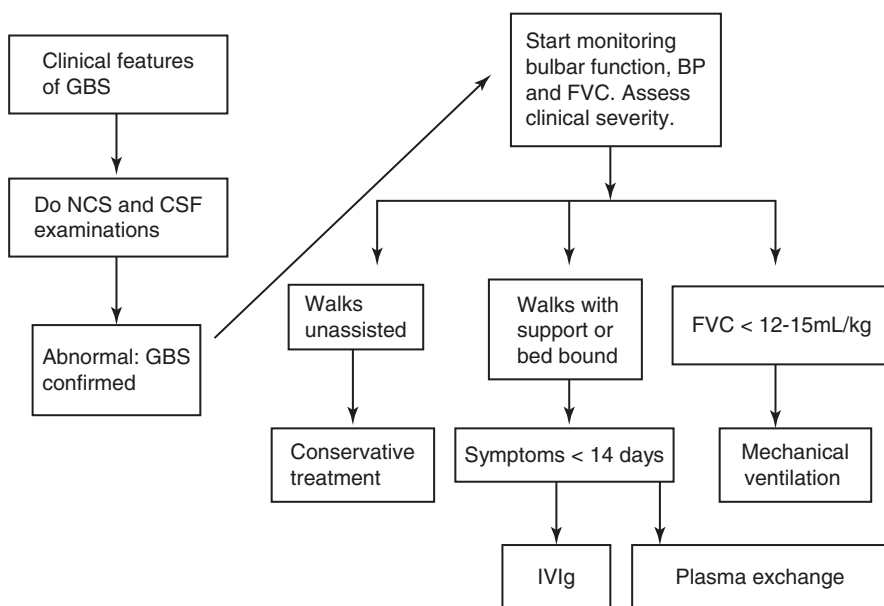 Clinical features
of GBS
Do NCS and CSF
examinations
Abnormal: GBS
confirmed
Start monitoring
bulbar function, BP
and FVC. Assess
clinical severity.
Walks
unassisted
Conservative
treatment
Walks with
support or
bed bound
Symptoms < 14 days
IVIg
Plasma exchange
FVC < 12-15mL/kg
Mechanical
ventilation